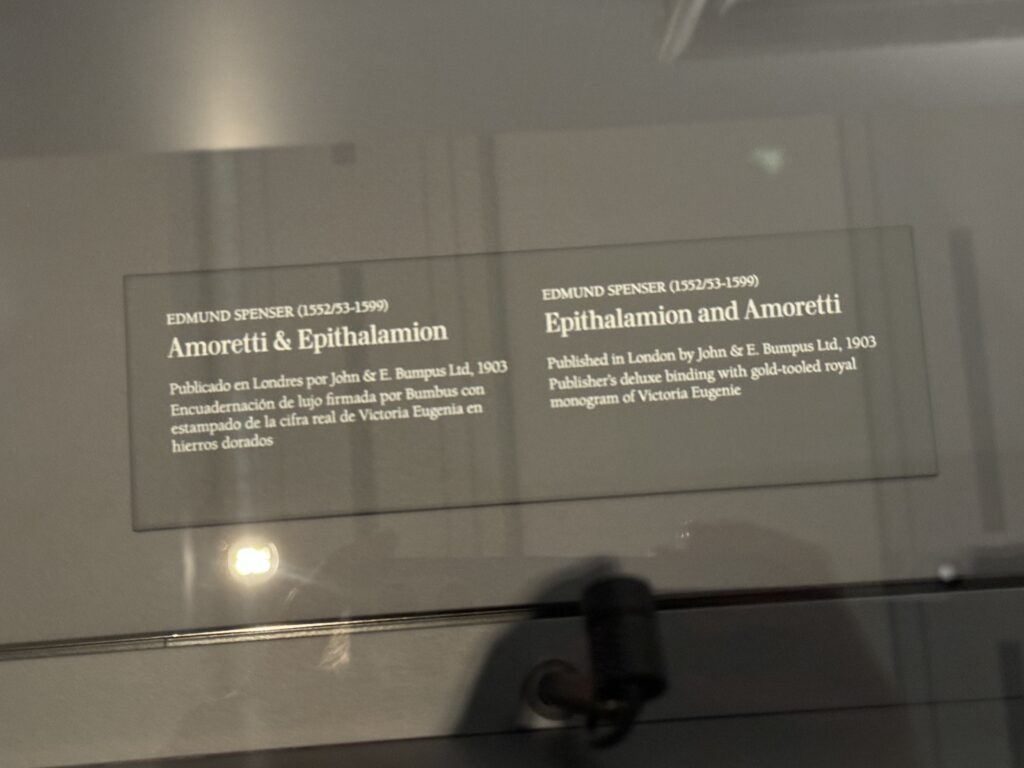 EDMUND SPENSER (1552/53-1599)
Amoretti & Epithalamion
Publicado en Londres por John & E. Bumpus Ltd, 1903
Encuadernación de lujo firmada por Bumbus con
estampado de la cifra real de Victoria Eugenia en
hierros dorados
EDMUND SPENSER (1552/53-1599)
Epithalamion and Amoretti
Published in London by John & E. Bumpus Ltd, 1903
Publisher's deluxe binding with gold-tooled royal
monogram of Victoria Eugenie